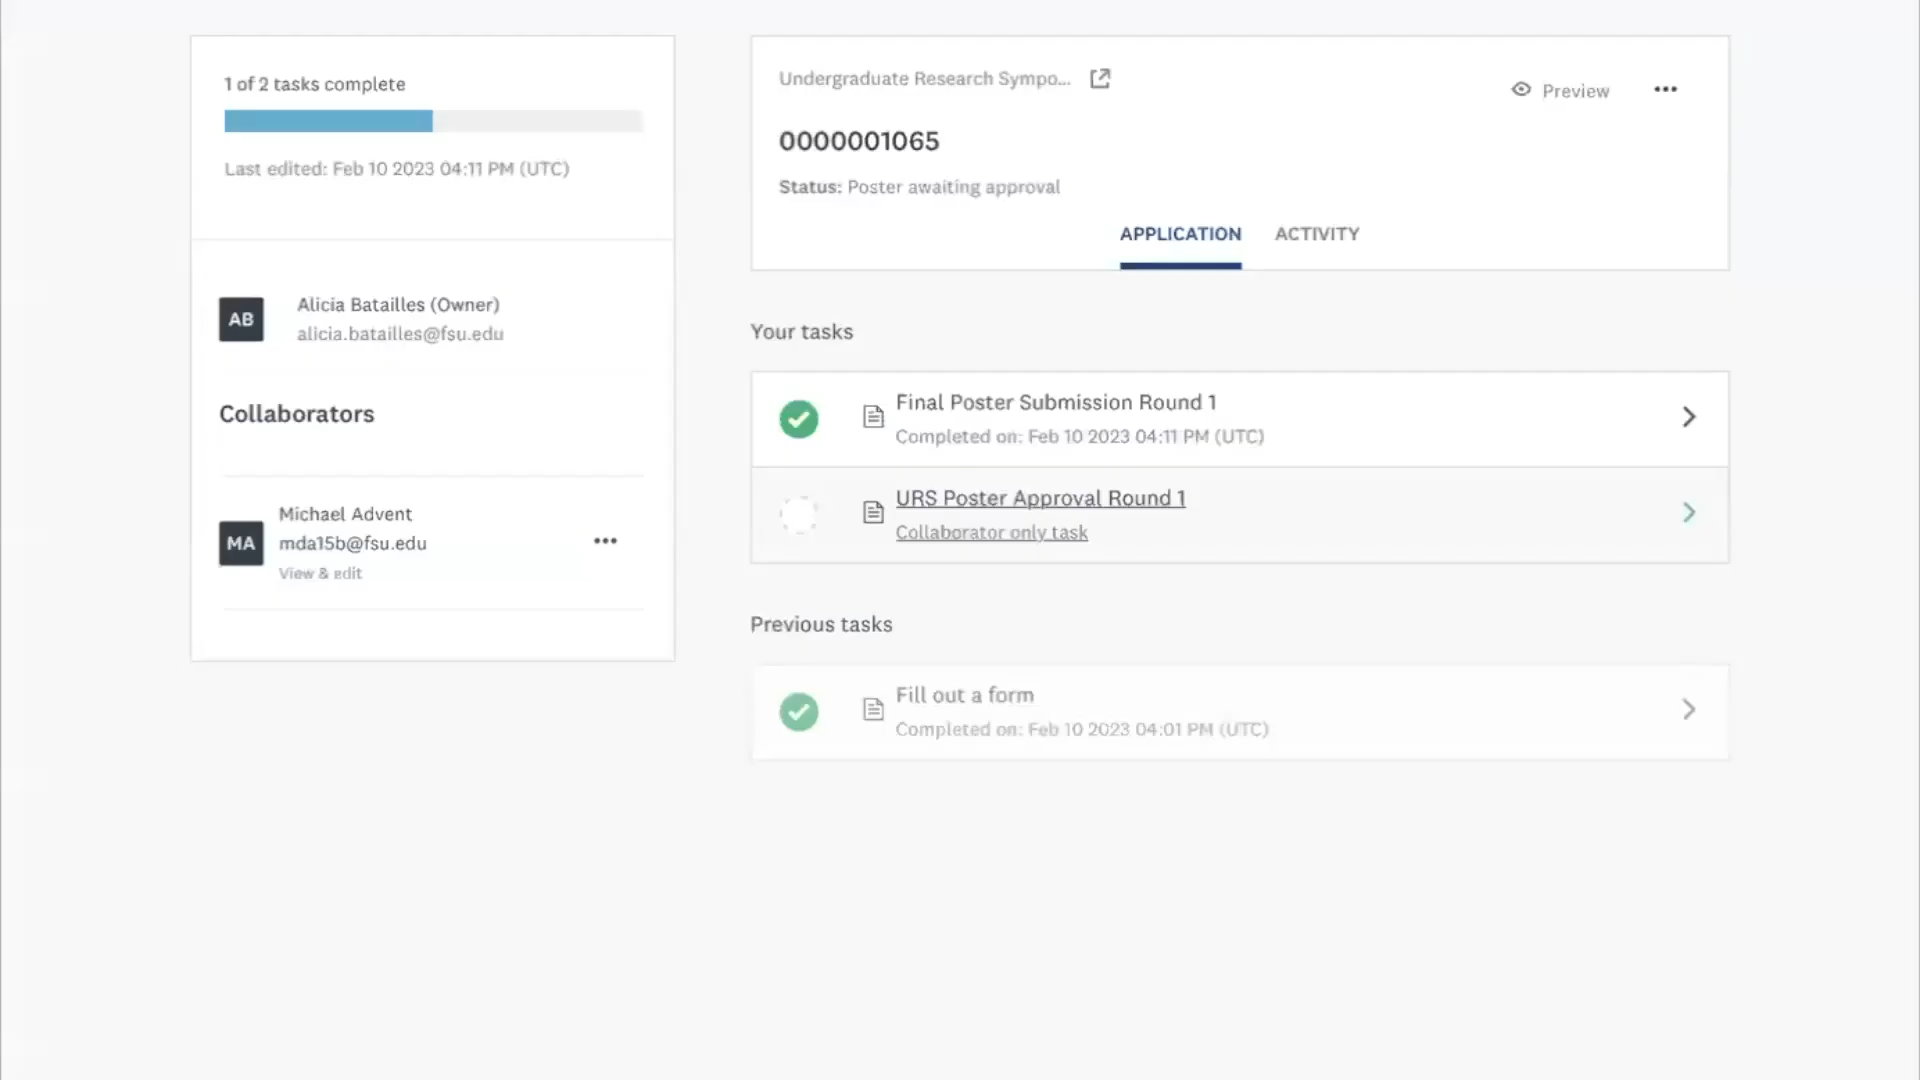 1 of 2 tasks complete
Last edited: Feb 10 2023 04:11 PM (UTC)
AB
Alicia Batailles (Owner)
alicia.batailles@fsu.edu
Collaborators
MA
Michael Advent
mda15b@fsu.edu
View & edit
Undergraduate Research Sympo...
Preview
0000001065
Status: Poster awaiting approval
APPLICATION
ACTIVITY
Your tasks
Final Poster Submission Round 1
Completed on: Feb 10 2023 04:11 PM (UTC)
URS Poster Approval Round 1
Collaborator only task
Previous tasks
Fill out a form
Completed on: Feb 10 2023 04:01 PM (UTC)